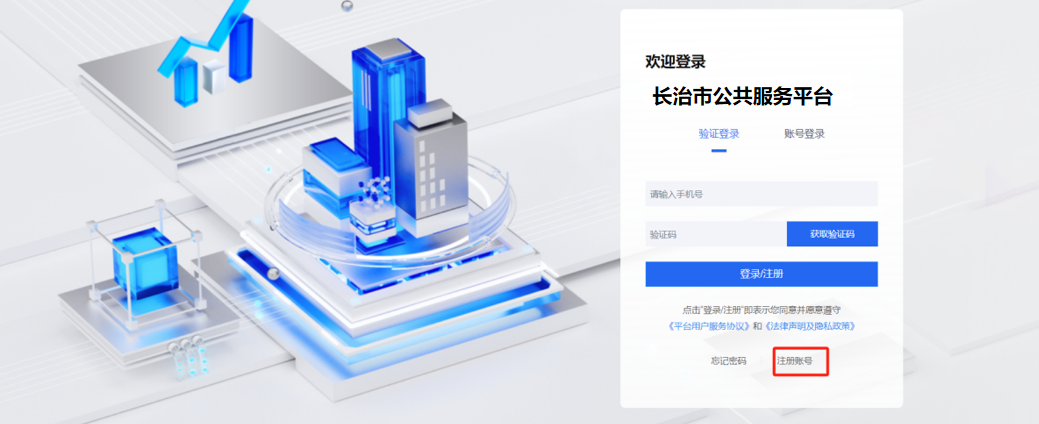 欢迎登录
长治市公共服务平台
验证登录 账号登录
请输入手机号
验证码 获取验证码
登录/注册
点击"登录/注册"即表示您同意并愿意遵守
《平台用户服务协议》和《法律声明及隐私政策》
忘记密码 注册账号